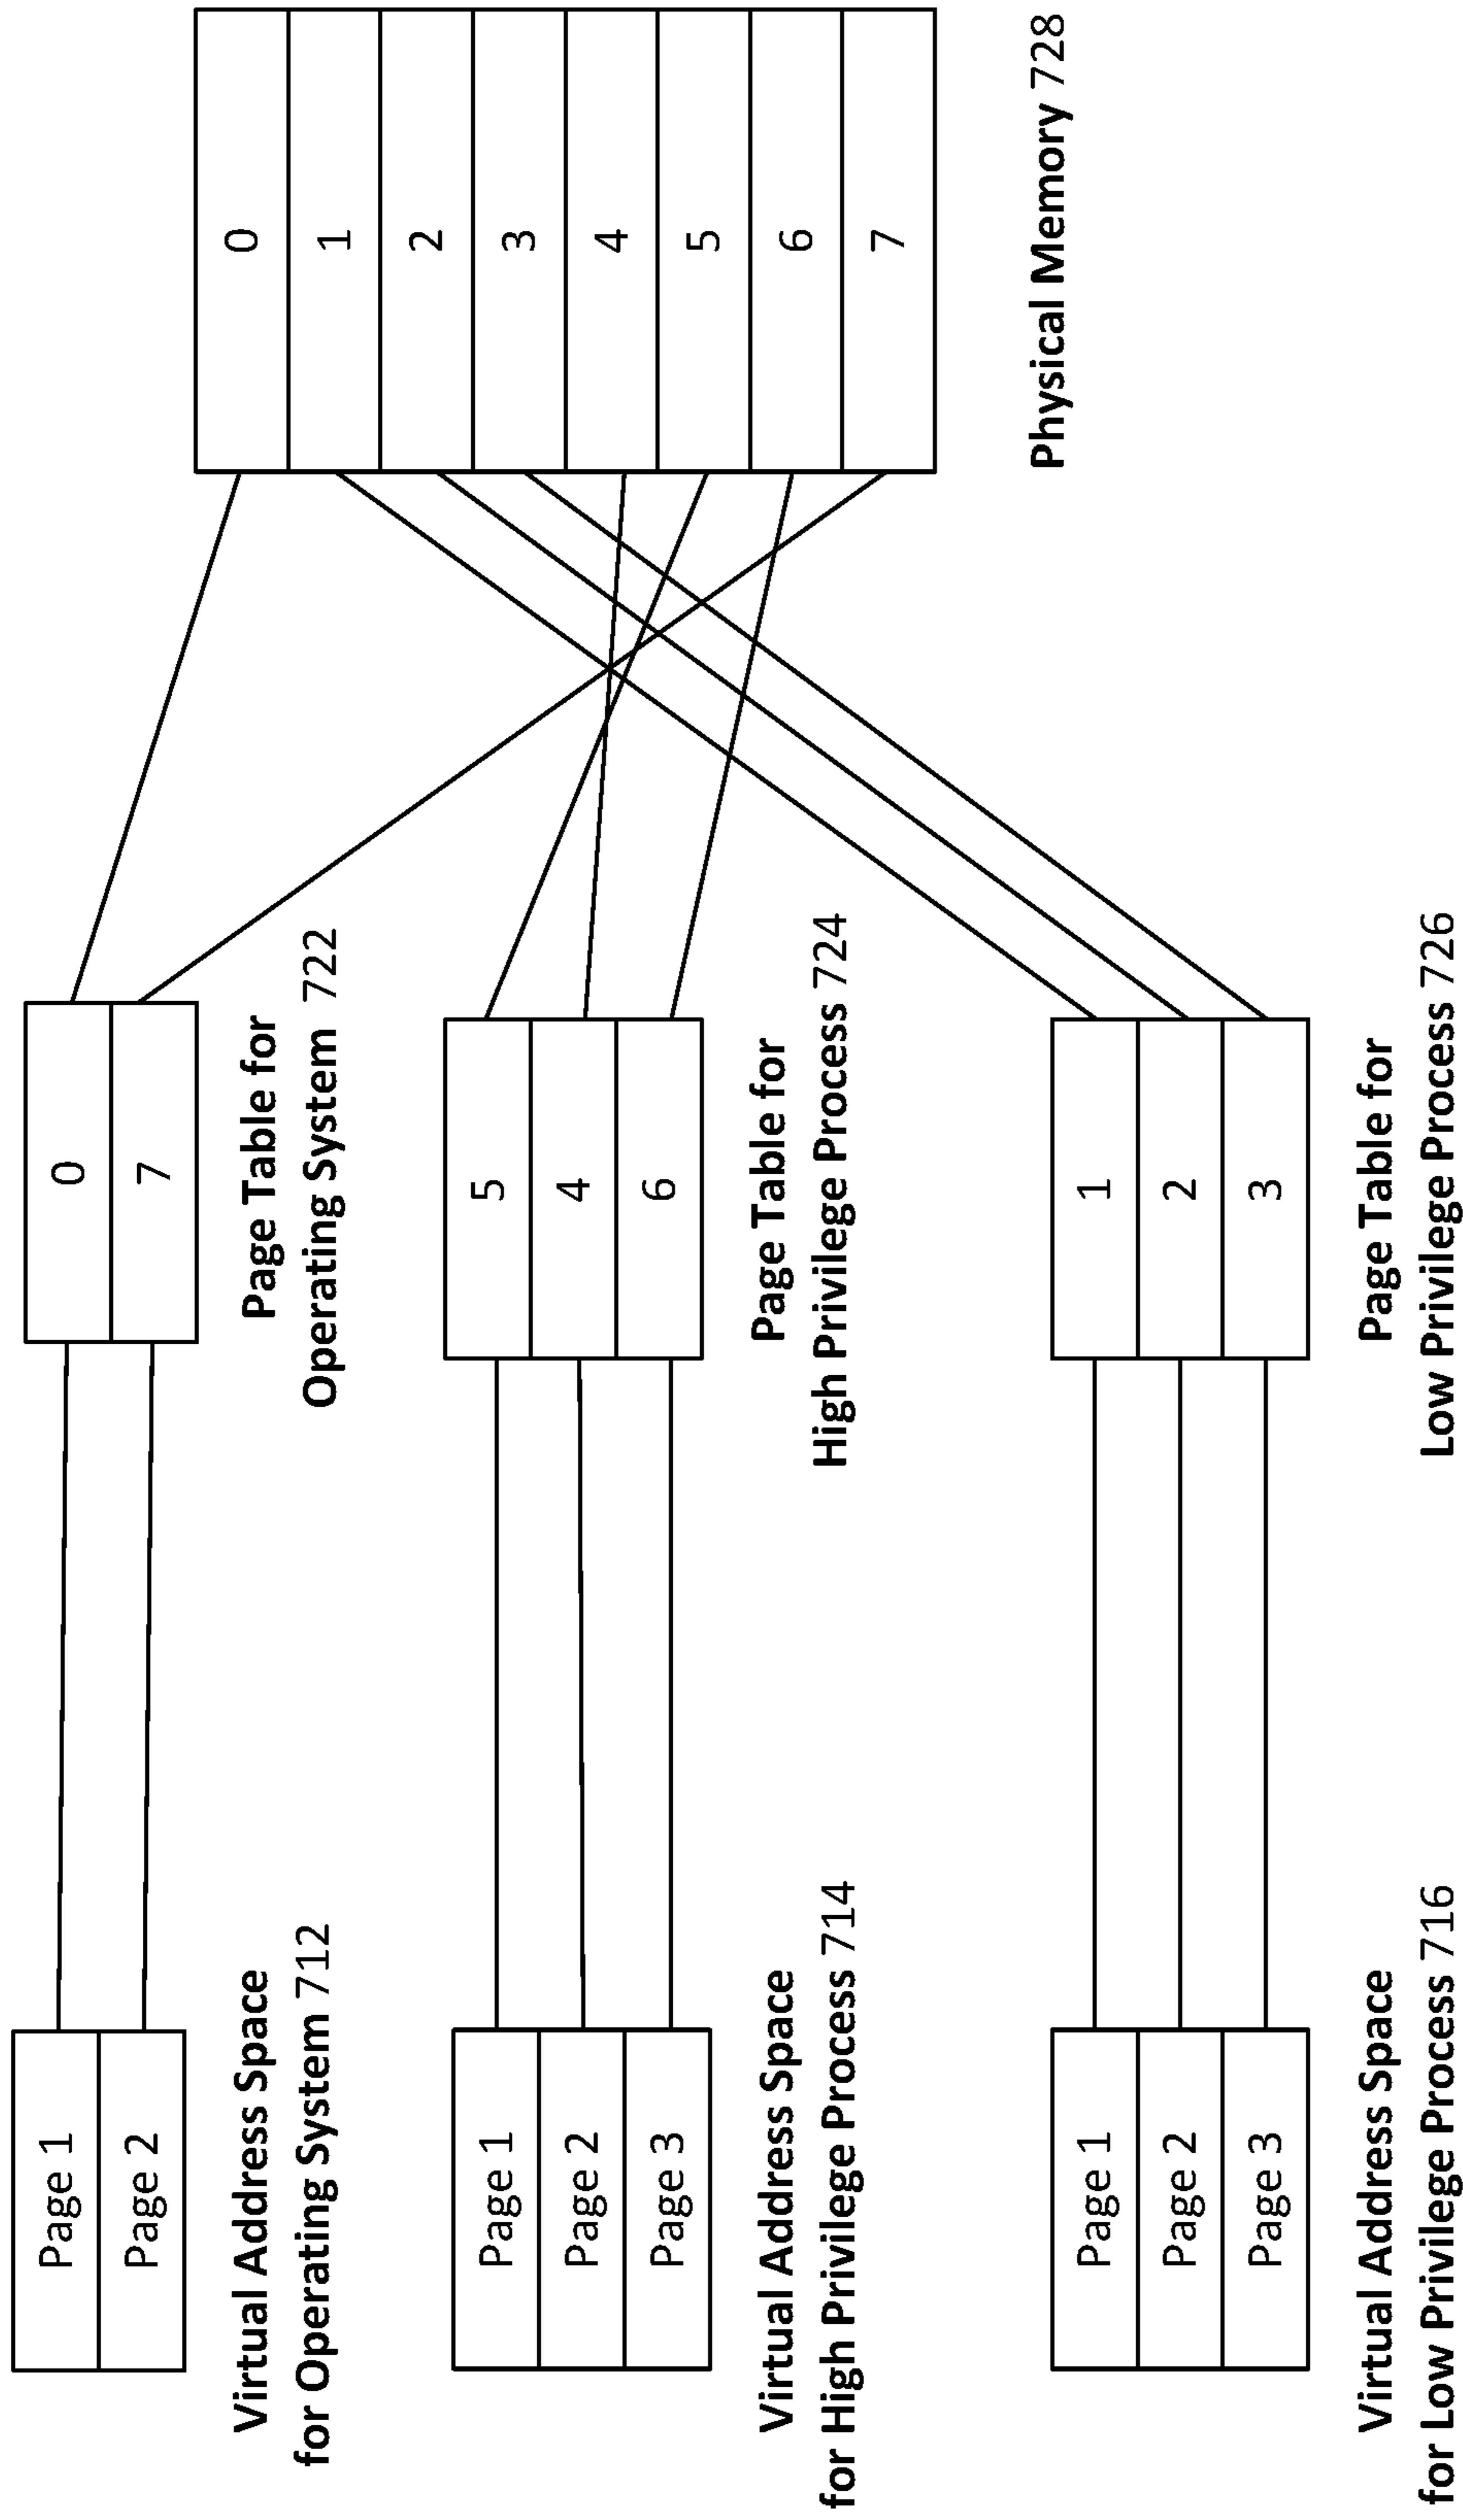 Page 1
Page 2
Virtual Address Space
for Operating System 712
0
7
Page Table for
Operating System 722
Page 1
Page 2
Page 3
Virtual Address Space
for High Privilege Process 714
5
4
6
Page Table for
High Privilege Process 724
Page 1
Page 2
Page 3
Virtual Address Space
for Low Privilege Process 716
1
2
3
Page Table for
Low Privilege Process 726
0
1
2
3
4
5
6
7
Physical Memory 728